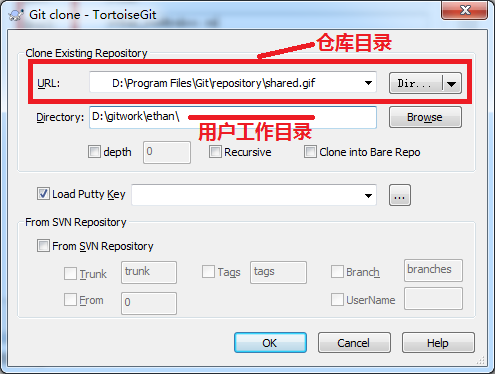 Git clone - TortoiseGit
仓库目录
Clone Existing Repository
URL: D:\Program Files\Git\repository\shared.gif Dir...
Directory: D:\gitwork\ethan\ Browse
用户工作目录
depth 0 Recursive Clone into Bare Repo
Load Putty Key ...
From SVN Repository
From SVN Repository
Trunk trunk Tags tags Branch branches
From 0 UserName
OK Cancel Help